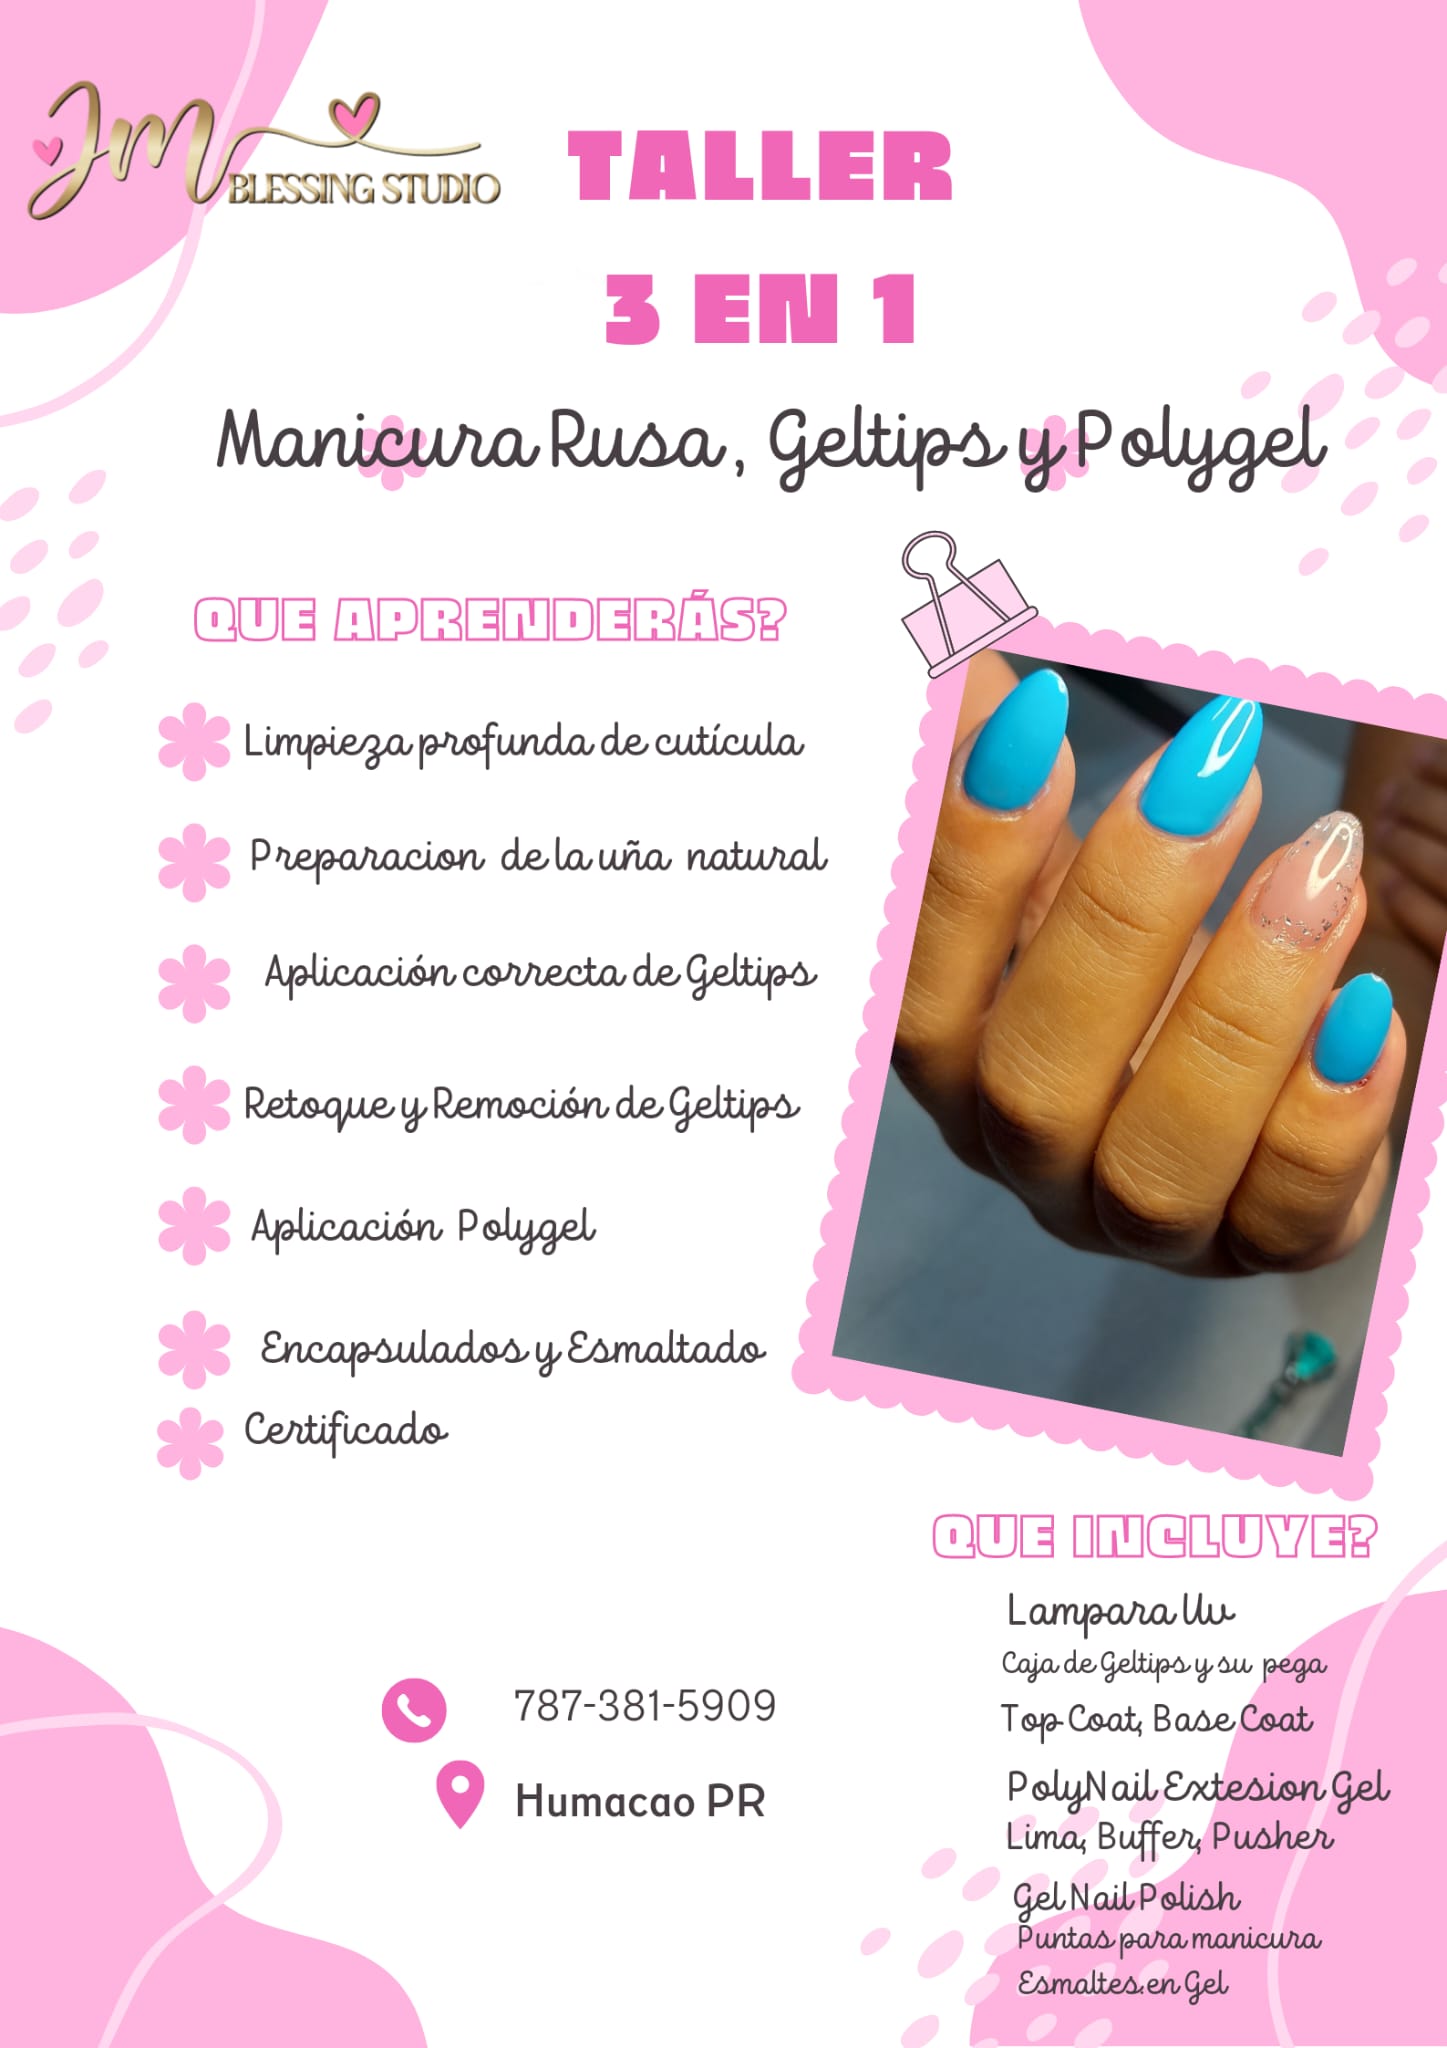 JM
BLESSING STUDIO
TALLER
3 EN 1
Manicura Rusa, Geltips y Polygel
QUE APRENDERÁS?
Limpieza profunda de cutícula
Preparacion de la uña natural
Aplicación correcta de Geltips
Retoque y Remoción de Geltips
Aplicación Polygel
Encapsulados y Esmaltado
Certificado
QUE INCLUYE?
Lampara Uv
Caja de Geltips y su pega
Top Coat, Base Coat
PolyNail Extesion Gel
Lima, Buffer, Pusher
Gel Nail Polish
Puntas para manicura
Esmaltes.en Gel
787-381-5909
Humacao PR